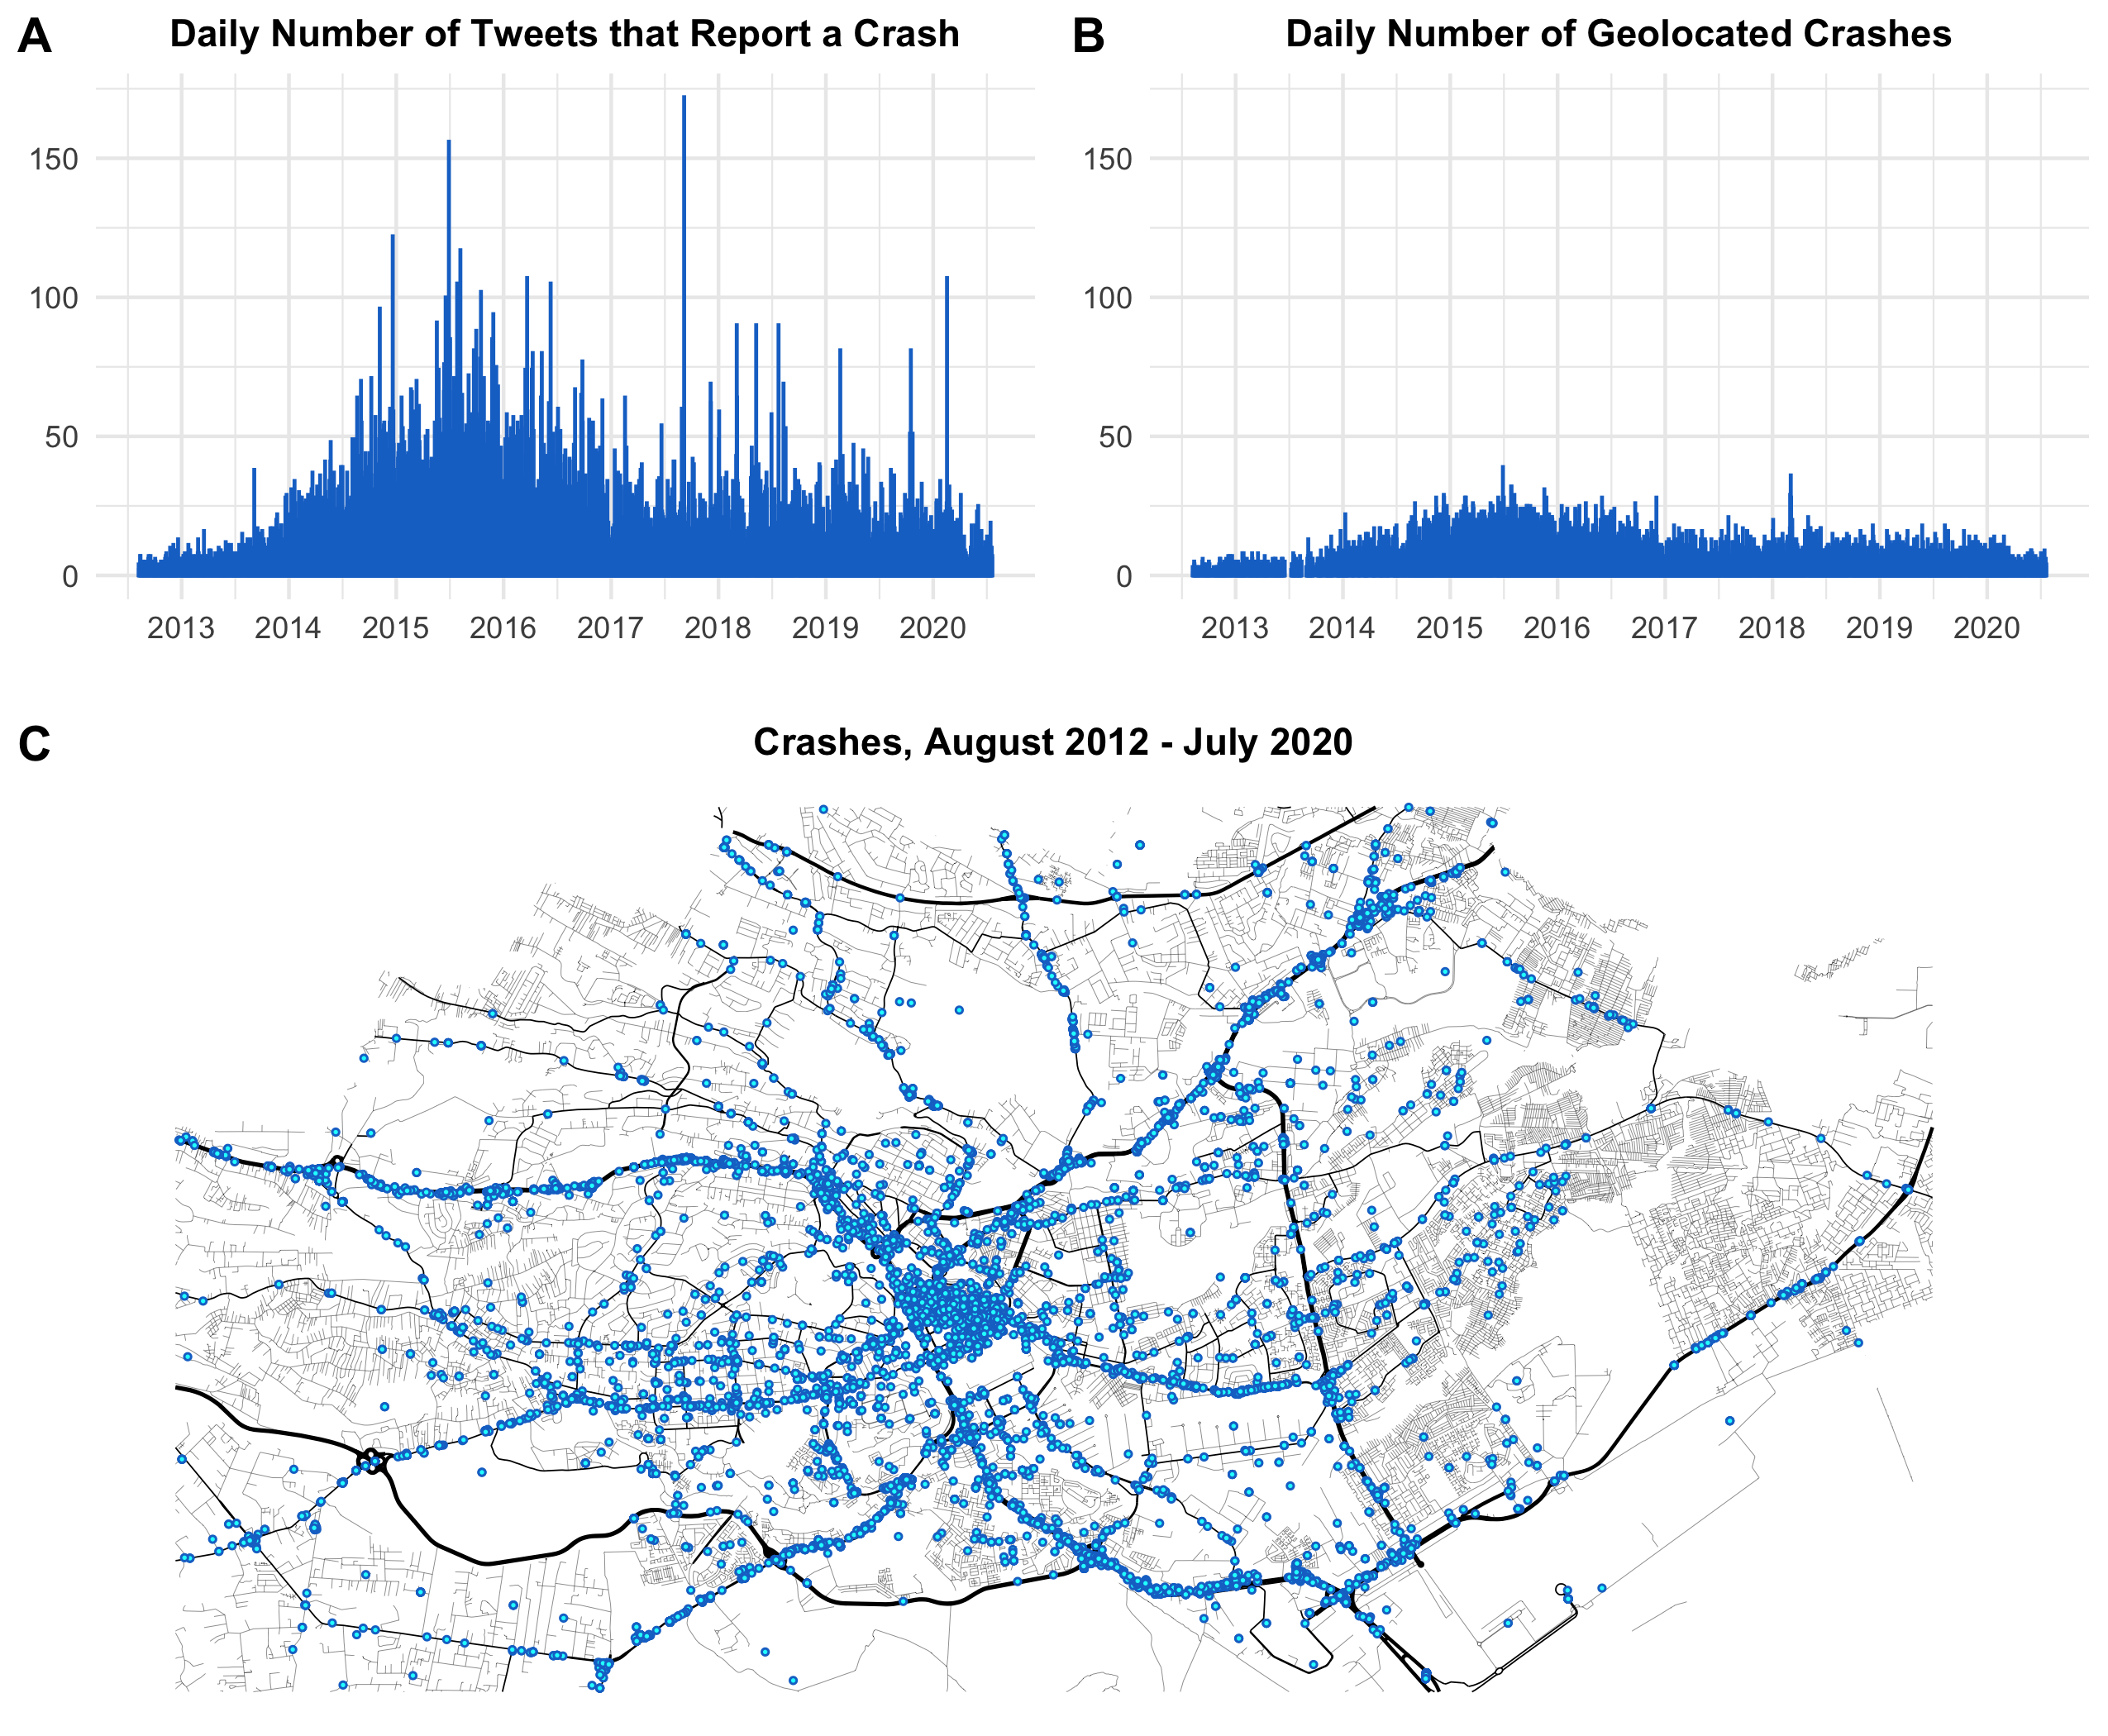 A
Daily Number of Tweets that Report a Crash
150
100
50
0
2013 2014 2015 2016 2017 2018 2019 2020
B
Daily Number of Geolocated Crashes
150
100
50
0
2013 2014 2015 2016 2017 2018 2019 2020
C
Crashes, August 2012 - July 2020